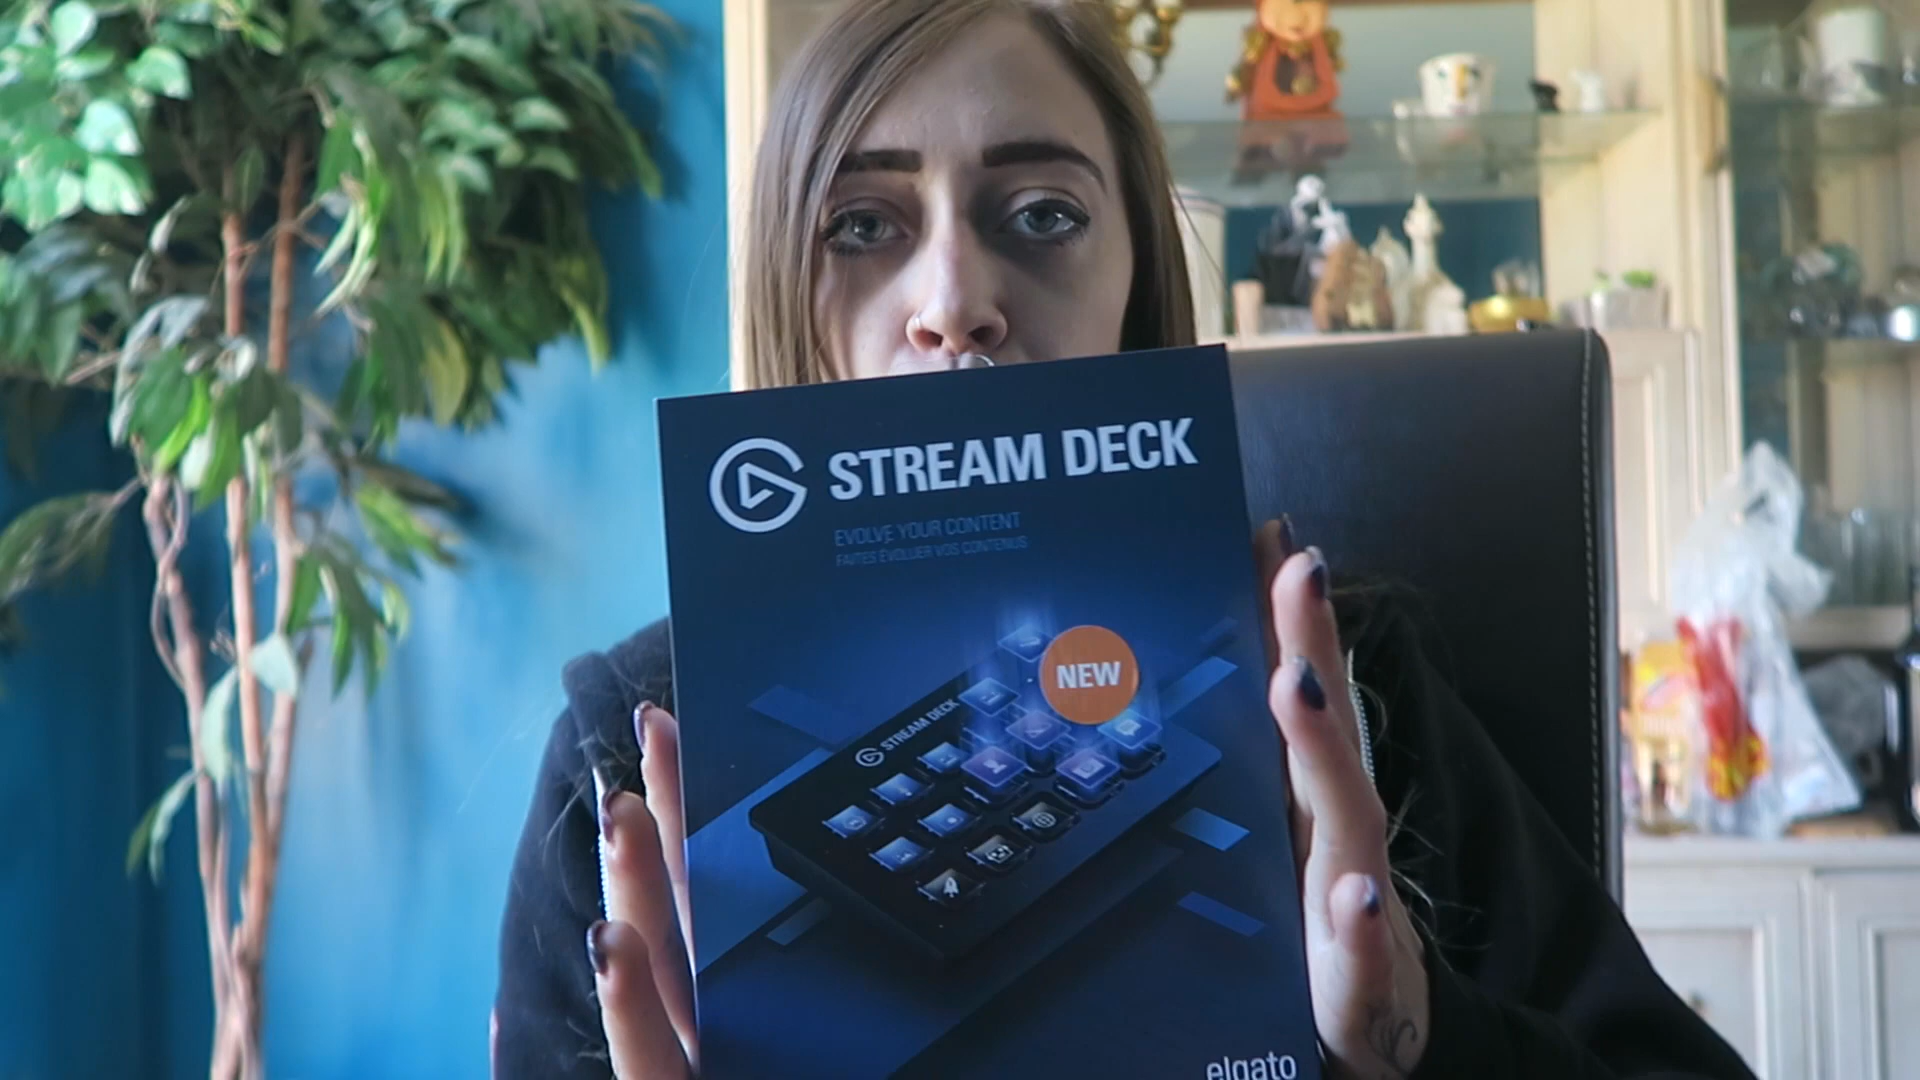 STREAM DECK
EVOLVE YOUR CONTENT
FAITES ÉVOLUER VOS CONTENUS
NEW
STREAM DECK
elgato